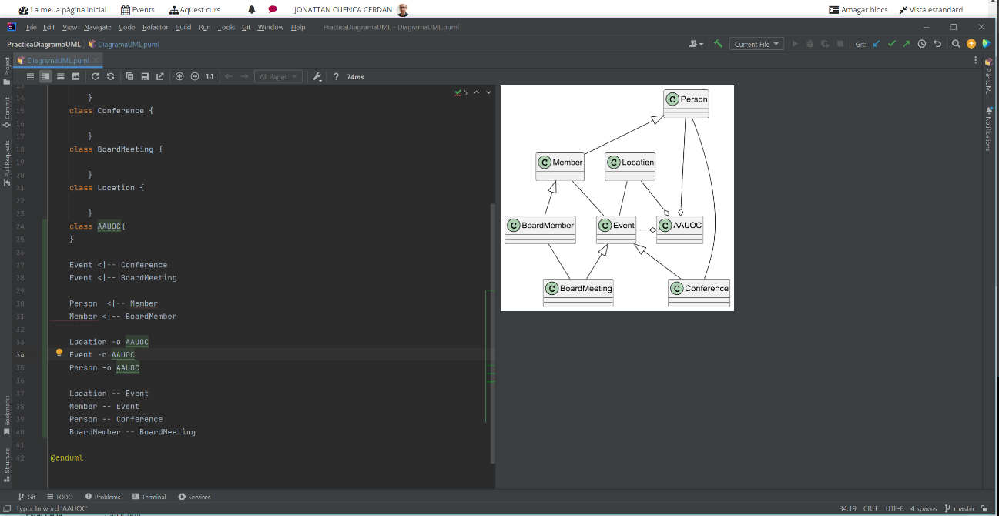 La meua pàgina inicial Events Aquest curs JONATTAN CUENCA CERDAN Amagar blocs Vista estàndard
File Edit View Navigate Code Refactor Build Run Tools Git Window Help PracticaDiagramaUML - DiagramaUML.puml
PracticaDiagramaUML DiagramaUML.puml Current File Git:
DiagramaUML.puml
1:1 All Pages ? 74ms
Project
Commit
Pull Requests
Bookmarks
Structure
5
13
14 }
15 class Conference {
16
17 }
18 class BoardMeeting {
19
20 }
21 class Location {
22
23 }
24 class AAUOC{
25 }
26
27 Event <|-- Conference
28 Event <|-- BoardMeeting
29
30 Person <|-- Member
31 Member <|-- BoardMember
32
33 Location -o AAUOC
34 Event -o AAUOC
35 Person -o AAUOC
36
37 Location -- Event
38 Member -- Event
39 Person -- Conference
40 BoardMember -- BoardMeeting
41
42 @enduml
C Person
C Member C Location
C BoardMember C Event C AAUOC
C BoardMeeting C Conference
PlantUML
Notifications
Git TODO Problems Terminal Services
Typo: In word 'AAUOC' 34:19 CRLF UTF-8 4 spaces master